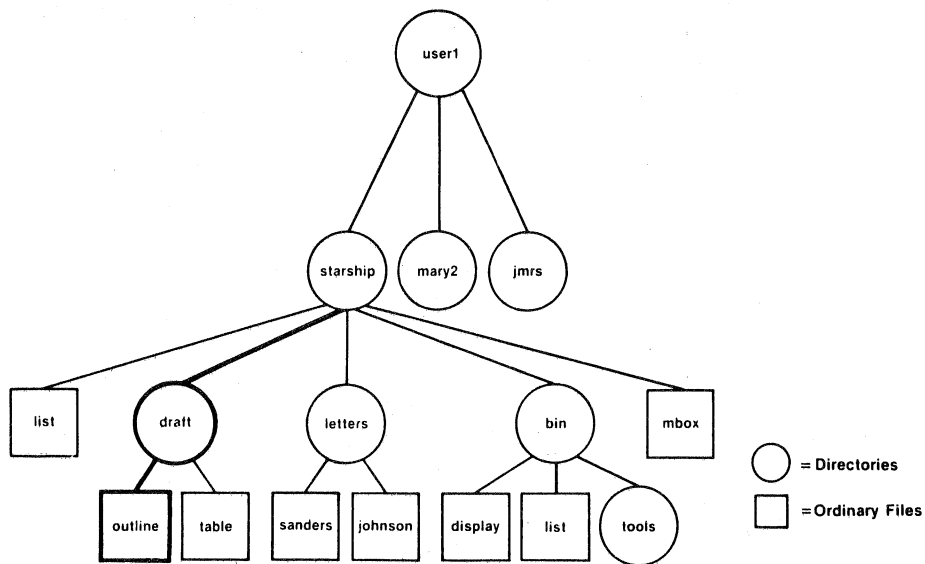 user1
starship
mary2
jmrs
list
draft
letters
bin
mbox
outline
table
sanders
johnson
display
list
tools
= Directories
= Ordinary Files